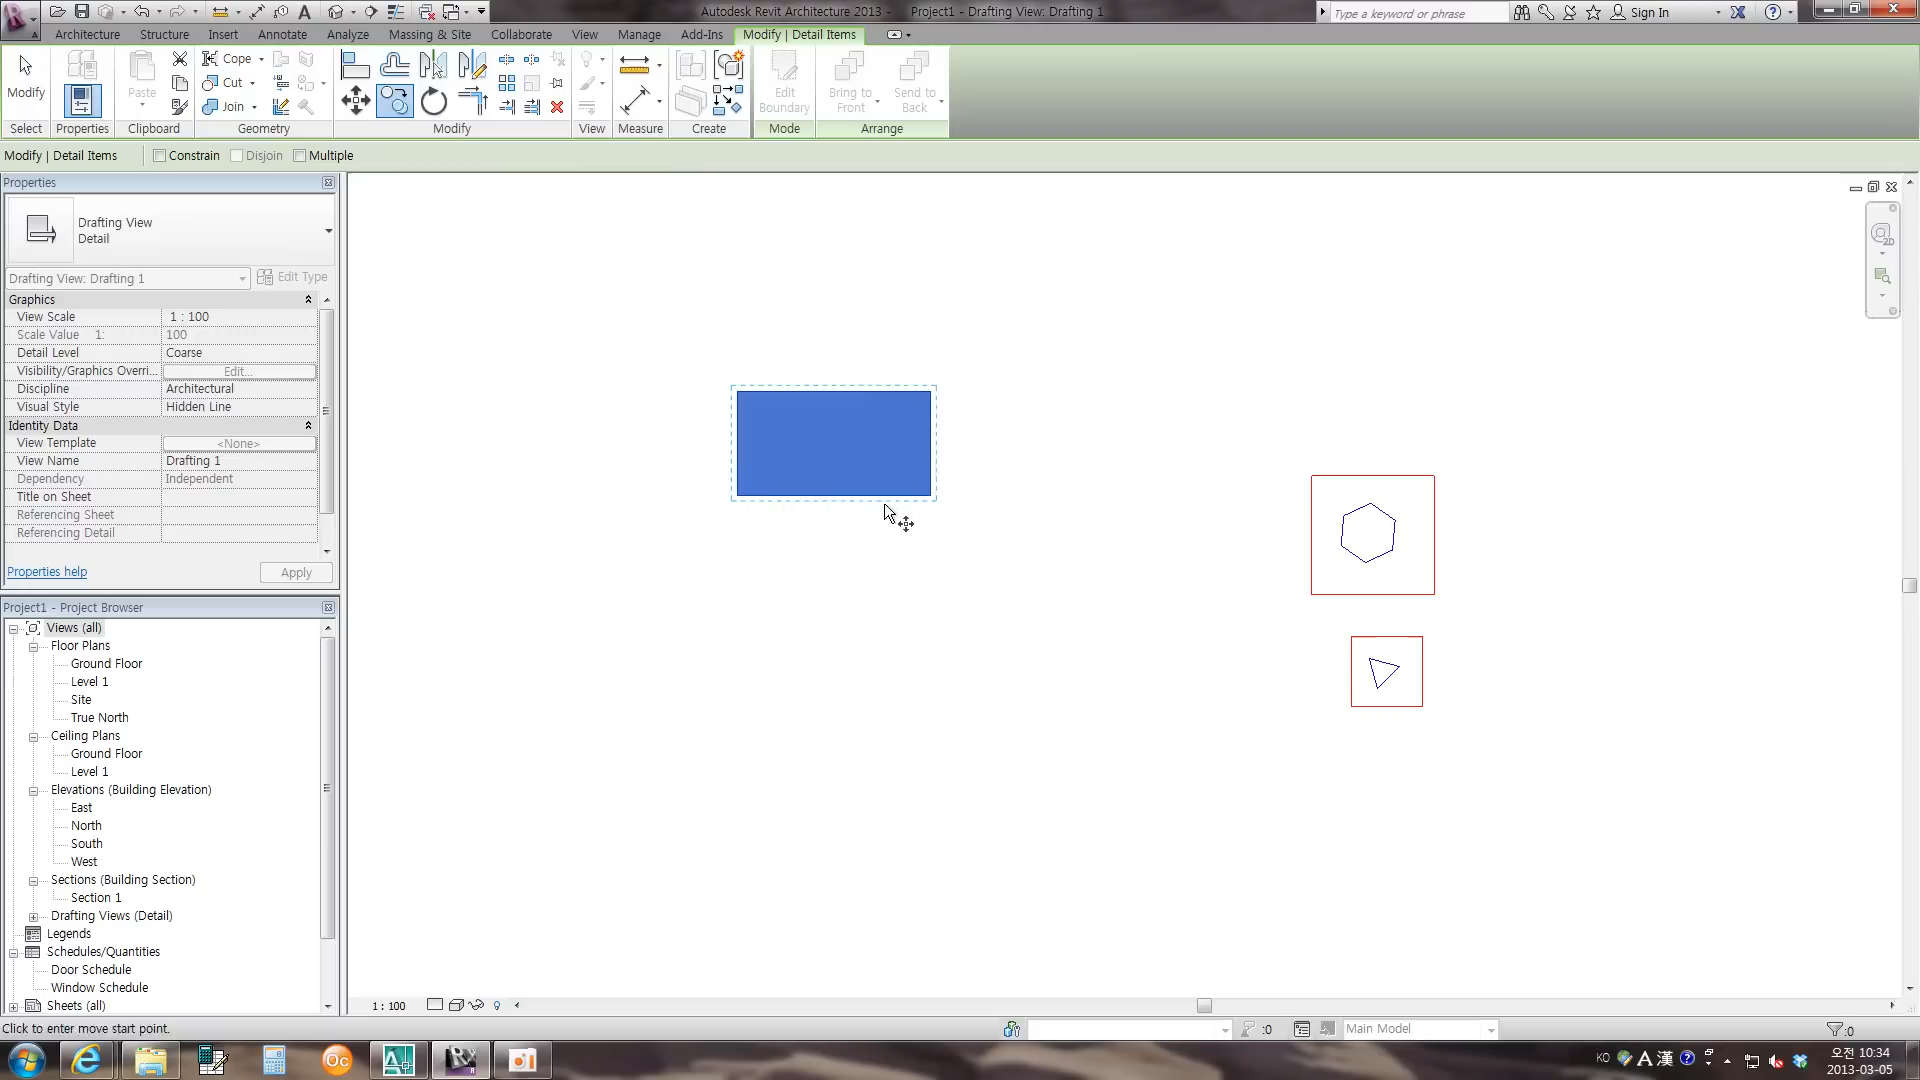 Autodesk Revit Architecture 2013 - Project1 - Drafting View: Drafting 1
Type a keyword or phrase
Sign In
Architecture Structure Insert Annotate Analyze Massing & Site Collaborate View Manage Add-Ins Modify | Detail Items
Modify
Paste
Cope
Cut
Join
Edit Boundary
Bring to Front
Send to Back
Select Properties Clipboard Geometry Modify View Measure Create Mode Arrange
Modify | Detail Items Constrain Disjoin Multiple
Properties
Drafting View
Detail
Drafting View: Drafting 1 Edit Type
Graphics
View Scale 1 : 100
Scale Value 1: 100
Detail Level Coarse
Visibility/Graphics Overri... Edit...
Discipline Architectural
Visual Style Hidden Line
Identity Data
View Template <None>
View Name Drafting 1
Dependency Independent
Title on Sheet
Referencing Sheet
Referencing Detail
Properties help Apply
Project1 - Project Browser
Views (all)
Floor Plans
Ground Floor
Level 1
Site
True North
Ceiling Plans
Ground Floor
Level 1
Elevations (Building Elevation)
East
North
South
West
Sections (Building Section)
Section 1
Drafting Views (Detail)
Legends
Schedules/Quantities
Door Schedule
Window Schedule
Sheets (all)
2D
1 : 100
Click to enter move start point.
:0
Main Model
:0
Oc
KO A 漢
오전 10:34
2013-03-05